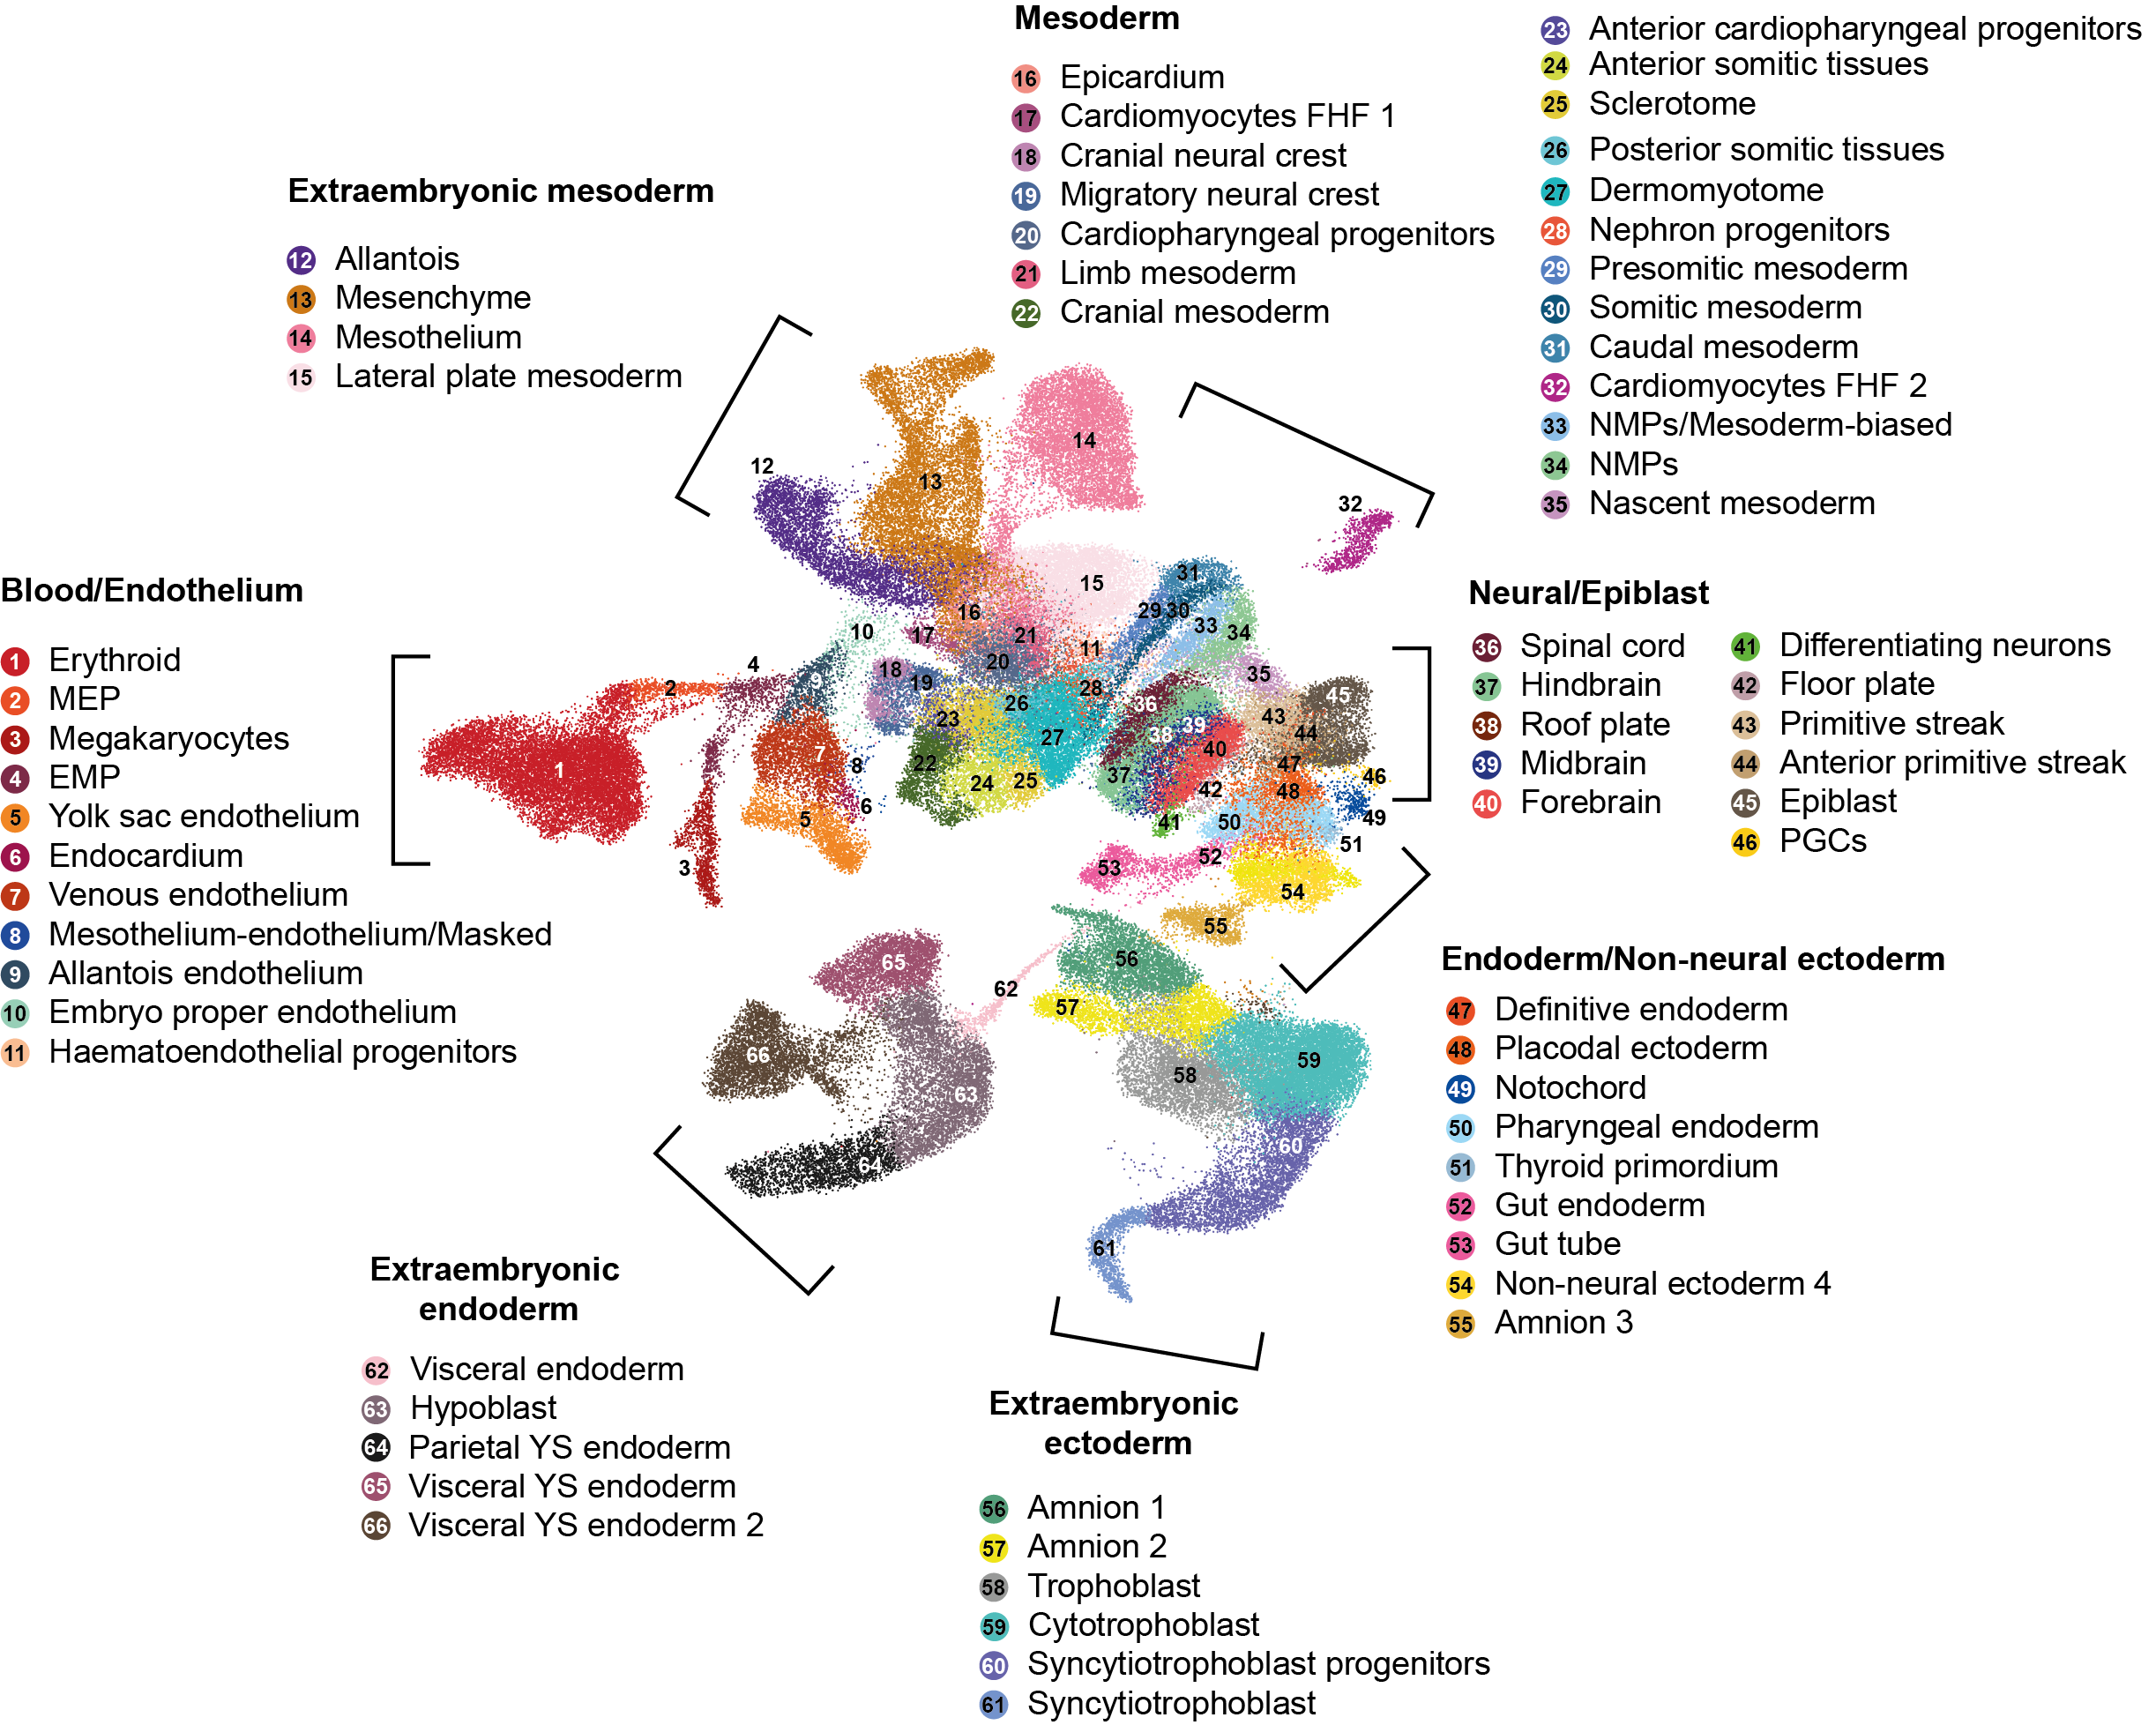 Mesoderm
16 Epicardium
17 Cardiomyocytes FHF 1
18 Cranial neural crest
19 Migratory neural crest
20 Cardiopharyngeal progenitors
21 Limb mesoderm
22 Cranial mesoderm
23 Anterior cardiopharyngeal progenitors
24 Anterior somitic tissues
25 Sclerotome
26 Posterior somitic tissues
27 Dermomyotome
28 Nephron progenitors
29 Presomitic mesoderm
30 Somitic mesoderm
31 Caudal mesoderm
32 Cardiomyocytes FHF 2
33 NMPs/Mesoderm-biased
34 NMPs
35 Nascent mesoderm
Extraembryonic mesoderm
12 Allantois
13 Mesenchyme
14 Mesothelium
15 Lateral plate mesoderm
Blood/Endothelium
1 Erythroid
2 MEP
3 Megakaryocytes
4 EMP
5 Yolk sac endothelium
6 Endocardium
7 Venous endothelium
8 Mesothelium-endothelium/Masked
9 Allantois endothelium
10 Embryo proper endothelium
11 Haematoendothelial progenitors
Neural/Epiblast
36 Spinal cord
37 Hindbrain
38 Roof plate
39 Midbrain
40 Forebrain
41 Differentiating neurons
42 Floor plate
43 Primitive streak
44 Anterior primitive streak
45 Epiblast
46 PGCs
Endoderm/Non-neural ectoderm
47 Definitive endoderm
48 Placodal ectoderm
49 Notochord
50 Pharyngeal endoderm
51 Thyroid primordium
52 Gut endoderm
53 Gut tube
54 Non-neural ectoderm 4
55 Amnion 3
Extraembryonic
endoderm
62 Visceral endoderm
63 Hypoblast
64 Parietal YS endoderm
65 Visceral YS endoderm
66 Visceral YS endoderm 2
Extraembryonic
ectoderm
56 Amnion 1
57 Amnion 2
58 Trophoblast
59 Cytotrophoblast
60 Syncytiotrophoblast progenitors
61 Syncytiotrophoblast
14
12
13
32
31
15
29 30
16
33
34
10
17
21
11
20
18
19
35
4
2
9
28
45
26
36
43
23
39
44
38
27
40
7
22
8
47
1
37
46
24
25
42
48
6
5
41
50
49
51
52
3
53
54
55
56
65
62
57
66
59
58
63
60
64
61